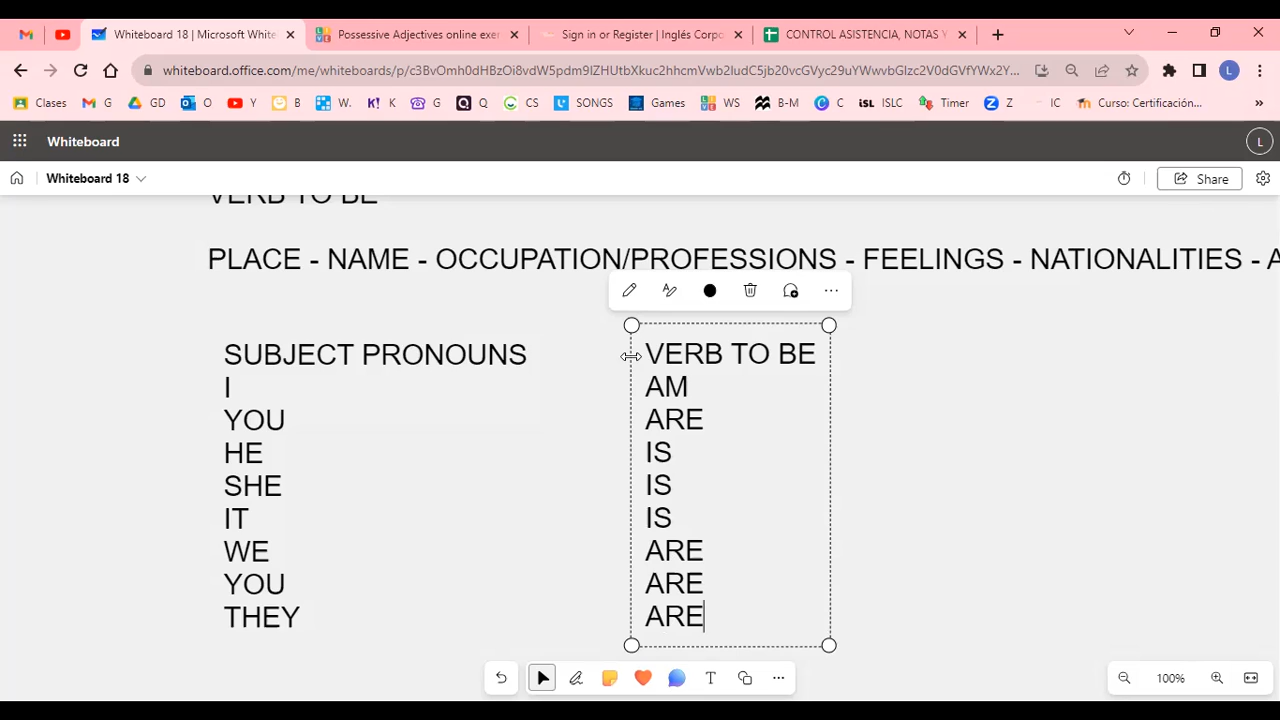 Whiteboard 18 | Microsoft White
Possessive Adjectives online exer
Sign in or Register | Inglés Corpo
CONTROL ASISTENCIA, NOTAS Y
Clases
G
GD
O
Y
B
W.
K
G
Q
CS
SONGS
Games
WS
B-M
C
ISLC
Timer
Z
IC
Curso: Certificación...
Whiteboard
L
Whiteboard 18
Share
VERB TO BE
PLACE - NAME - OCCUPATION/PROFESSIONS - FEELINGS - NATIONALITIES - A
SUBJECT PRONOUNS
I
YOU
HE
SHE
IT
WE
YOU
THEY
VERB TO BE
AM
ARE
IS
IS
IS
ARE
ARE
ARE
100%